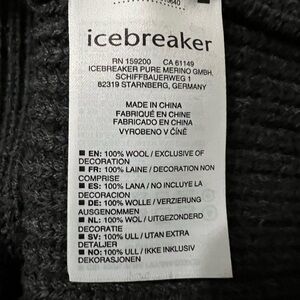 icebreaker
RN 159200 CA 61149
ICEBREAKER PURE MERINO GMBH.
SCHIFFBAUERWEG 1
82319 STARNBERG, GERMANY
MADE IN CHINA
FABRIQUÉ EN CHINE
FABRICADO EN CHINA
VYROBENO V ČÍNĚ
EN: 100% WOOL / EXCLUSIVE OF
DECORATION
FR: 100% LAINE / DECORATION NON
COMPRISE
ES: 100% LANA / NO INCLUYE LA
DECORACION
DE: 100% WOLLE / VERZIERUNG
AUSGENOMMEN
NL: 100% WOL / UITGEZONDERD
DECORATIE
SV: 100% ULL / UTAN EXTRA
DETALJER
NO: 100% ULL / IKKE INKLUSIV
DEKORASJONEN